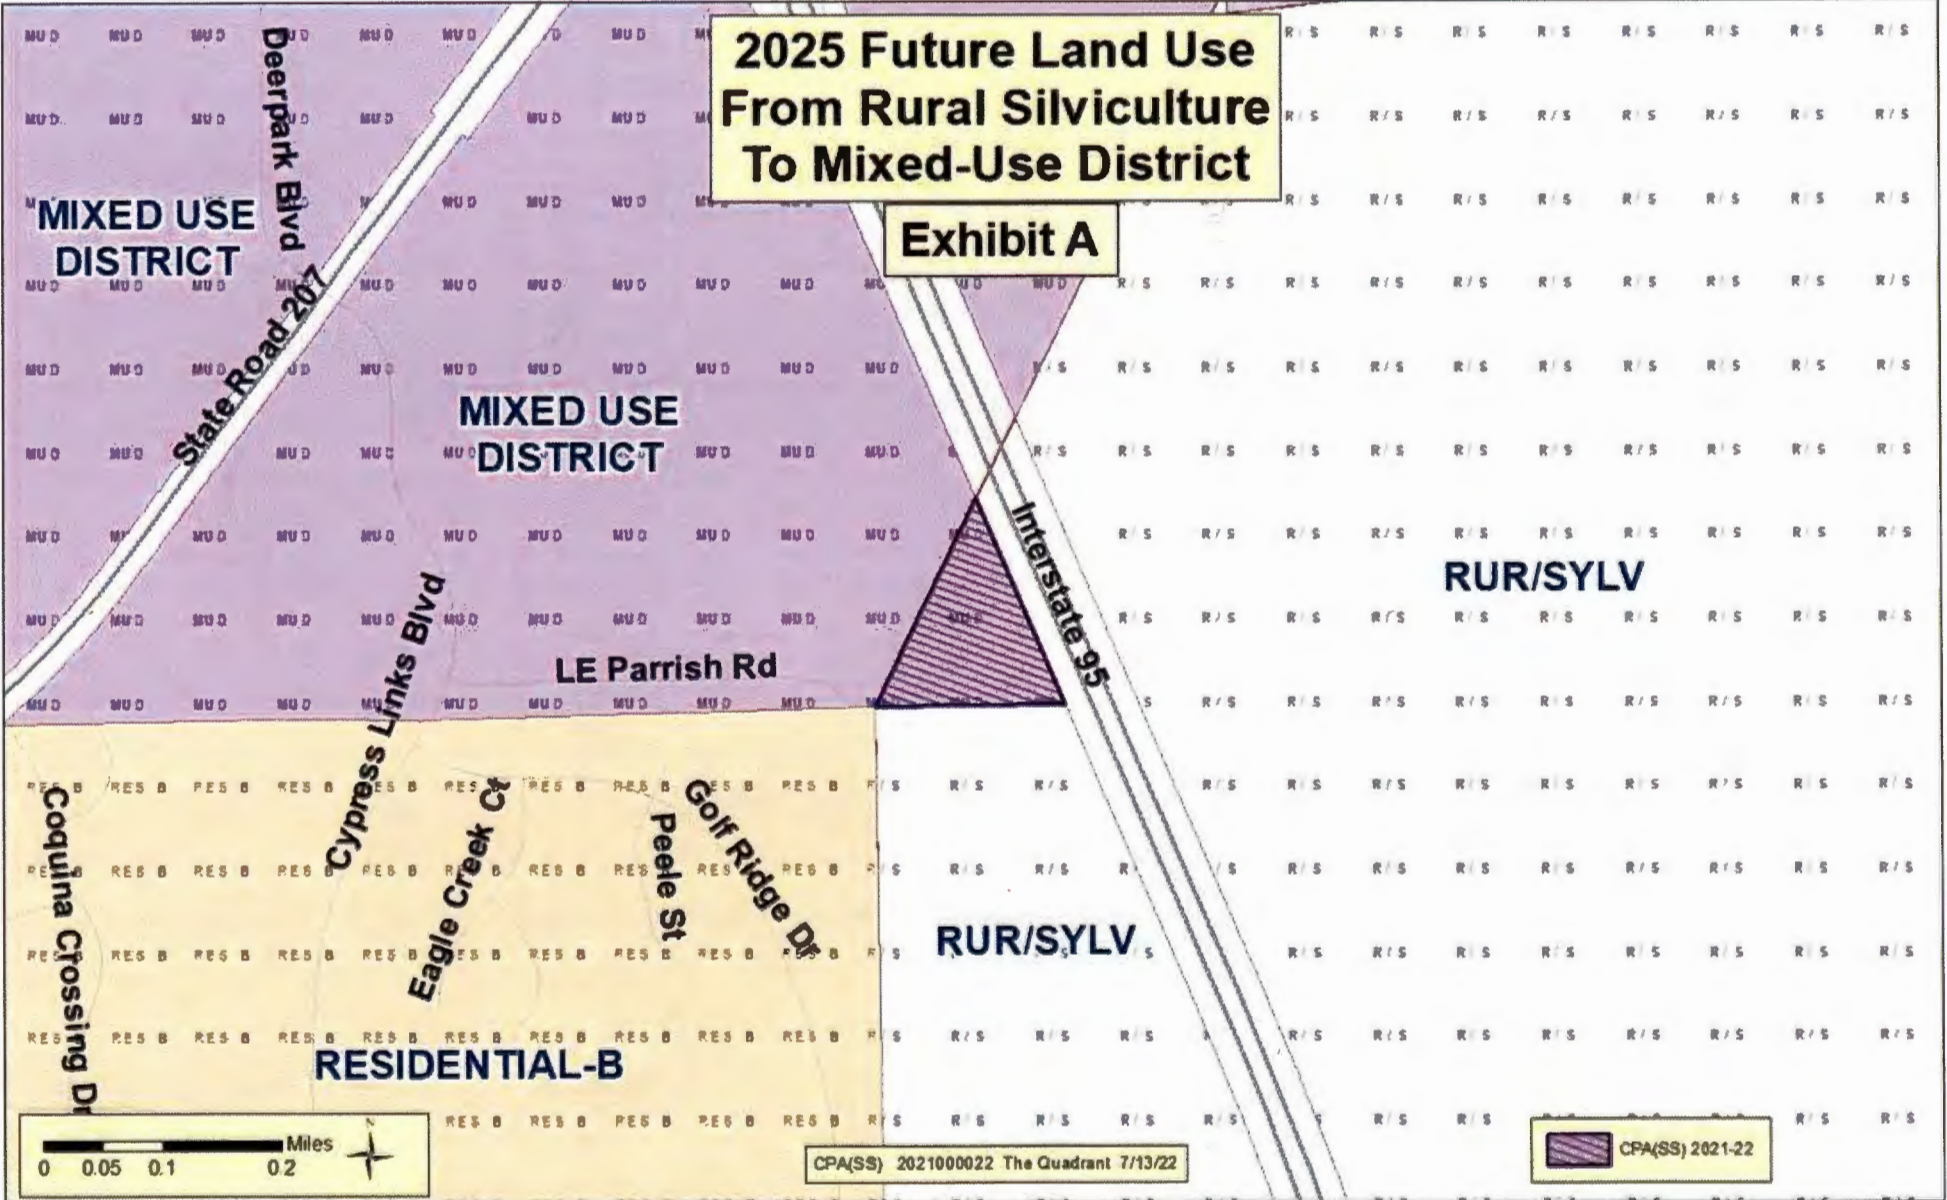 2025 Future Land Use
From Rural Silviculture
To Mixed-Use District
Exhibit A
Deerpark Blvd
MIXED USE
DISTRICT
State Road 207
MIXED USE
DISTRICT
Interstate 95
RUR/SYLV
Cypress Links Blvd
LE Parrish Rd
Coquina Crossing Dr
Eagle Creek Ct
Peele St
Golf Ridge Dr
RUR/SYLV
RESIDENTIAL-B
MUD
RES B
R/S
Miles
0 0.05 0.1 0.2
CPA(SS) 2021000022 The Quadrant 7/13/22
CPA(SS) 2021-22